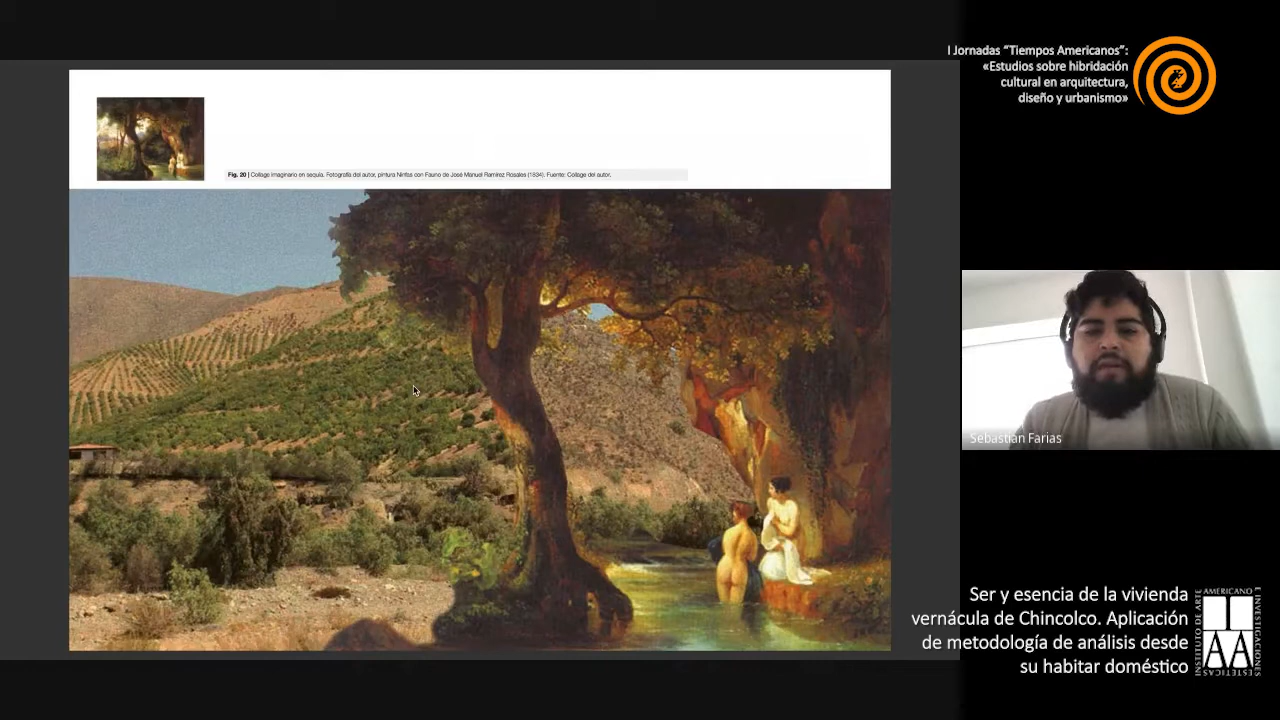 I Jornadas “Tiempos Americanos”:
«Estudios sobre hibridación
cultural en arquitectura,
diseño y urbanismo»
Fig. 20 | Collage imaginario en sequía. Fotografía del autor, pintura Ninfas con Fauno de José Manuel Ramírez Rosales (1834). Fuente: Collage del autor.
Sebastián Farias
Ser y esencia de la vivienda
vernácula de Chincolco. Aplicación
de metodología de análisis desde
su habitar doméstico
INSTITUTO DE ARTE
AMERICANO
E INVESTIGACIONES
ESTÉTICAS
IAA